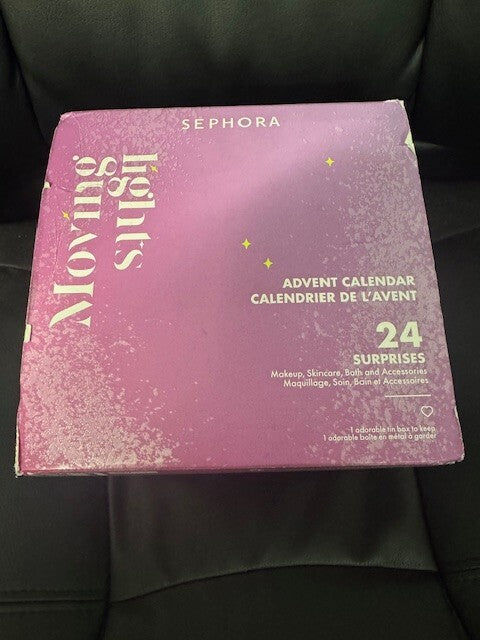 SEPHORA
Moving
lights
ADVENT CALENDAR
CALENDRIER DE L'AVENT
24
SURPRISES
Makeup, Skincare, Bath and Accessories
Maquillage, Soin, Bain et Accessoires
1 adorable tin box to keep
1 adorable boîte en métal à garder